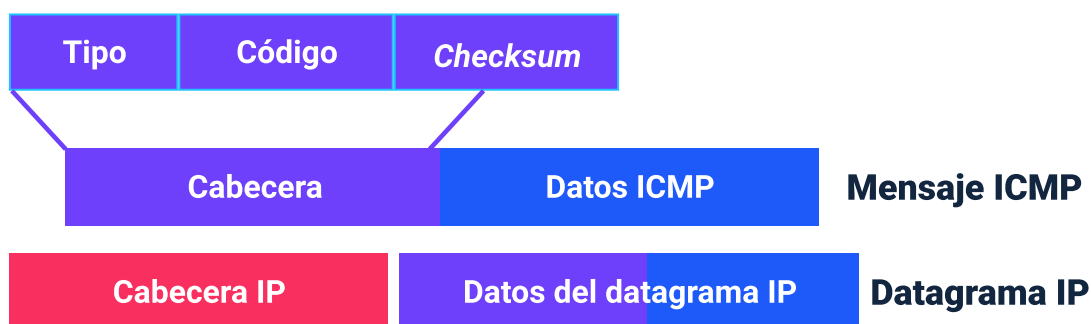 Tipo Código Checksum
Cabecera Datos ICMP Mensaje ICMP
Cabecera IP Datos del datagrama IP Datagrama IP